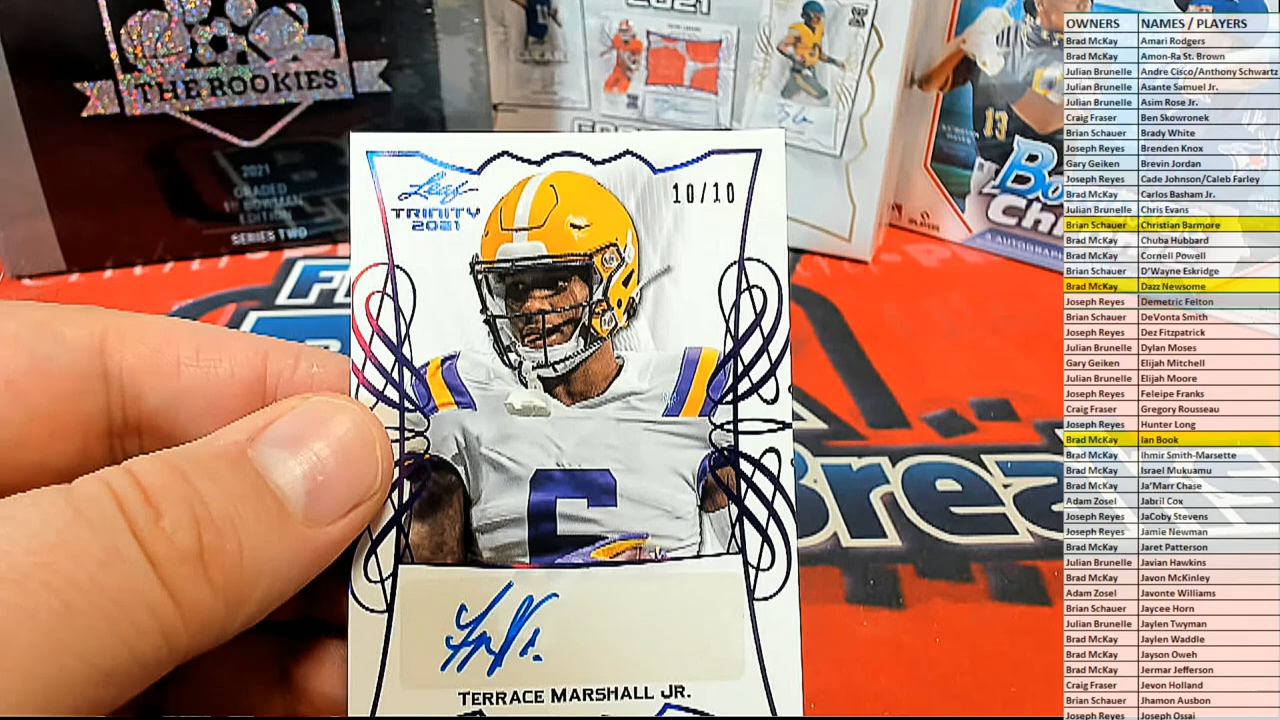 THE ROOKIES
2021
GRADED
1ST BOWMAN
EDITION
SERIES TWO
2021
13
Leaf
TRINITY
2021
10/10
6
TERRACE MARSHALL JR.
Brea
OWNERS NAMES / PLAYERS
Brad McKay Amari Rodgers
Brad McKay Amon-Ra St. Brown
Julian Brunelle Andre Cisco/Anthony Schwartz
Julian Brunelle Asante Samuel Jr.
Julian Brunelle Asim Rose Jr.
Craig Fraser Ben Skowronek
Brian Schauer Brady White
Joseph Reyes Brenden Knox
Gary Geiken Brevin Jordan
Joseph Reyes Cade Johnson/Caleb Farley
Brad McKay Carlos Basham Jr.
Julian Brunelle Chris Evans
Brian Schauer Christian Barmore
Brad McKay Chuba Hubbard
Brad McKay Cornell Powell
Brian Schauer D'Wayne Eskridge
Brad McKay Dazz Newsome
Joseph Reyes Demetric Felton
Brian Schauer DeVonta Smith
Joseph Reyes Dez Fitzpatrick
Julian Brunelle Dylan Moses
Gary Geiken Elijah Mitchell
Julian Brunelle Elijah Moore
Joseph Reyes Feleipe Franks
Craig Fraser Gregory Rousseau
Joseph Reyes Hunter Long
Brad McKay Ian Book
Brad McKay Ihmir Smith-Marsette
Brad McKay Israel Mukuamu
Brad McKay Ja'Marr Chase
Adam Zosel Jabril Cox
Joseph Reyes JaCoby Stevens
Joseph Reyes Jamie Newman
Brad McKay Jaret Patterson
Julian Brunelle Javian Hawkins
Brad McKay Javon McKinley
Adam Zosel Javonte Williams
Brian Schauer Jaycee Horn
Julian Brunelle Jaylen Twyman
Brad McKay Jaylen Waddle
Brad McKay Jayson Oweh
Brad McKay Jermar Jefferson
Craig Fraser Jevon Holland
Brian Schauer Jhamon Ausbon
Joseph Reyes Joseph Ossai